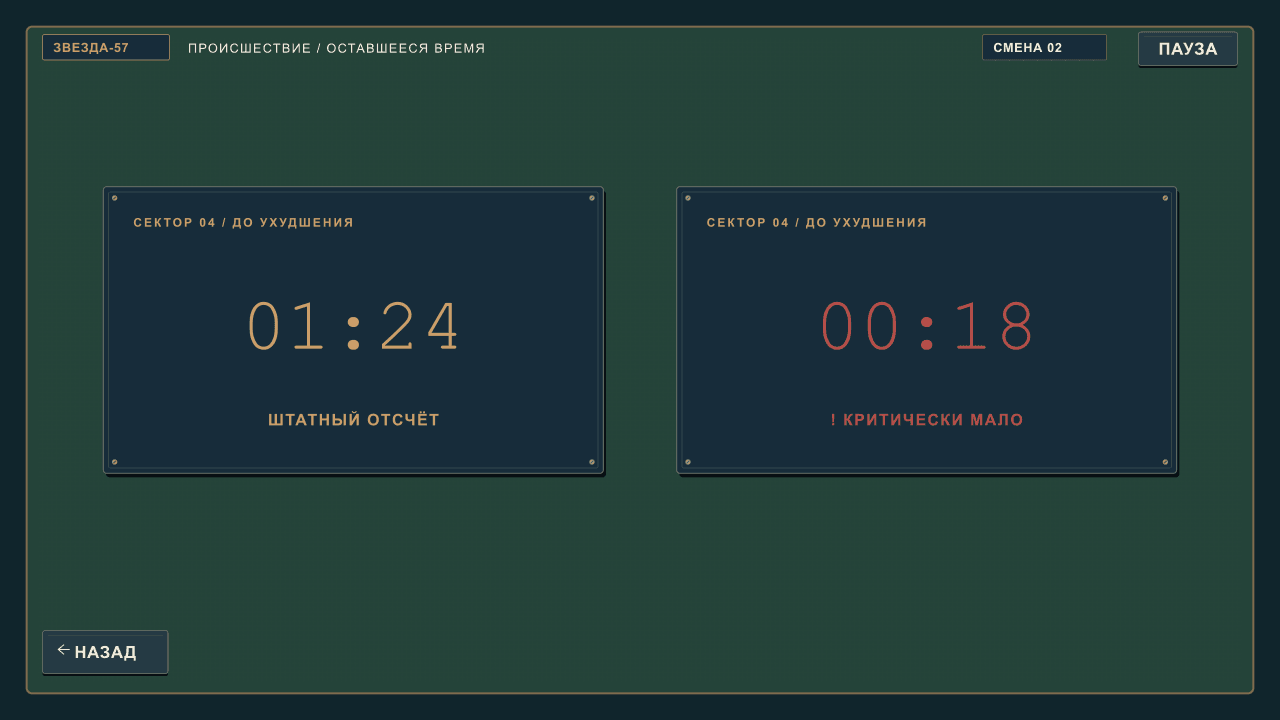 ЗВЕЗДА-57
ПРОИСШЕСТВИЕ / ОСТАВШЕЕСЯ ВРЕМЯ
СМЕНА 02
ПАУЗА
СЕКТОР 04 / ДО УХУДШЕНИЯ
01:24
ШТАТНЫЙ ОТСЧЁТ
СЕКТОР 04 / ДО УХУДШЕНИЯ
00:18
! КРИТИЧЕСКИ МАЛО
← НАЗАД